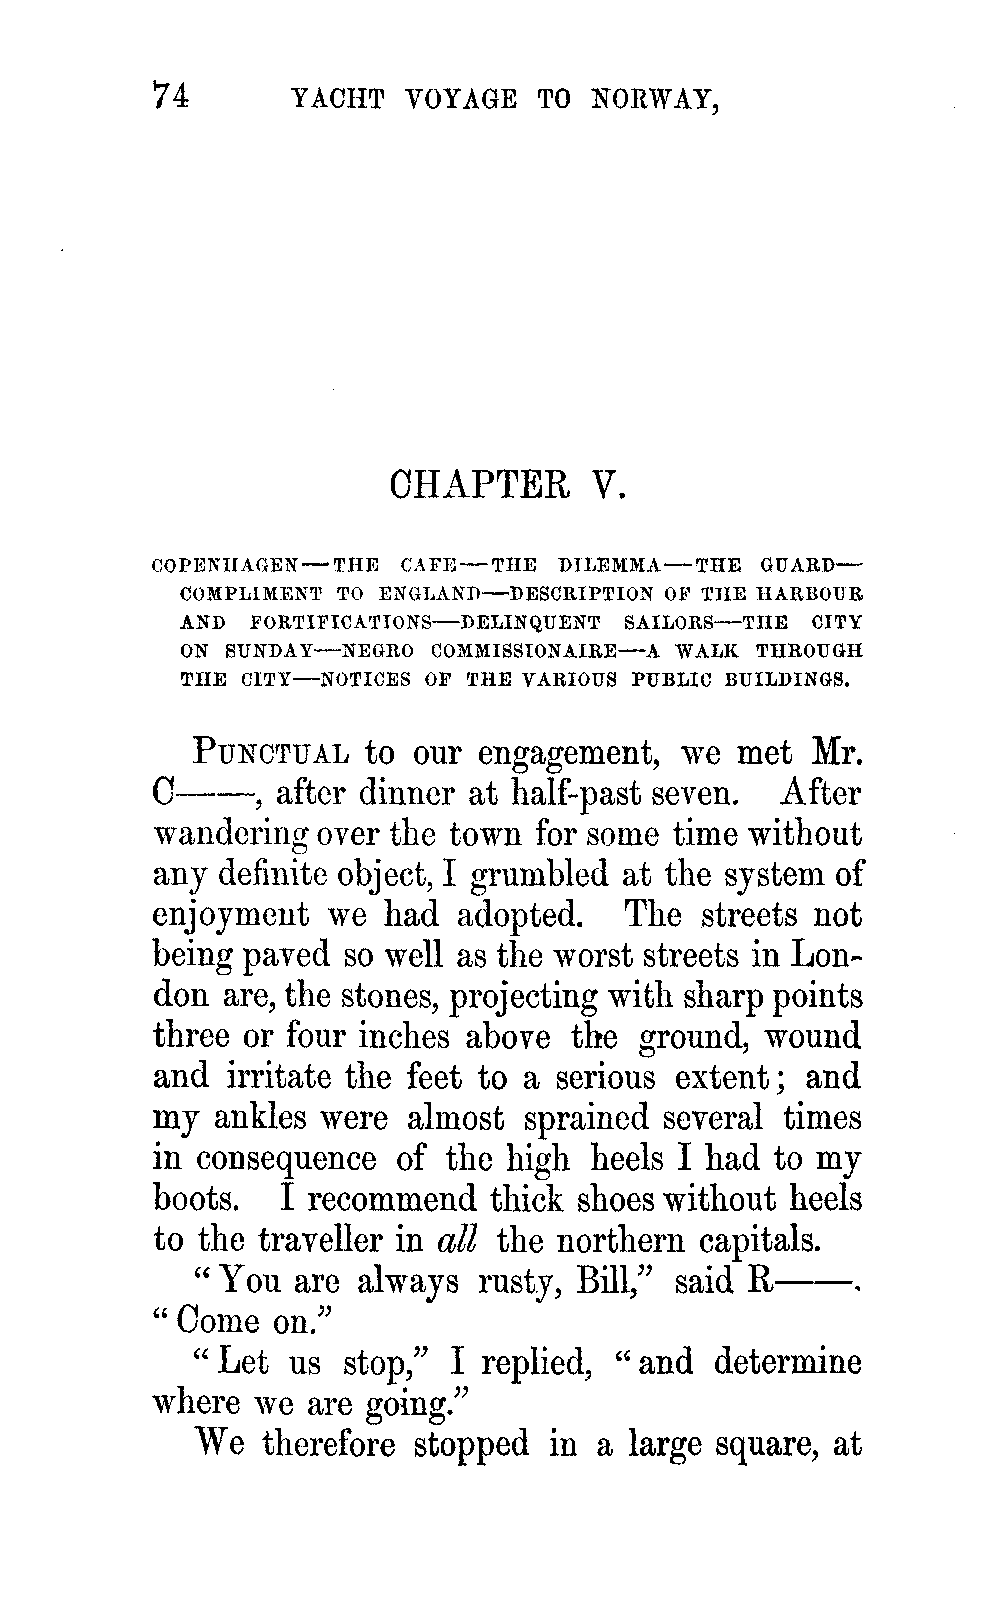 74 YACHT VOYAGE TO NORWAY,
CHAPTER V.
COPENHAGEN—THE CAFE—THE DILEMMA—THE GUARD—
COMPLIMENT TO ENGLAND—DESCRIPTION OF THE HARBOUR
AND FORTIFICATIONS—DELINQUENT SAILORS—THE CITY
ON SUNDAY—NEGRO COMMISSIONAIRE—A WALK THROUGH
THE CITY—NOTICES OF THE VARIOUS PUBLIC BUILDINGS.
PUNCTUAL to our engagement, we met Mr.
C——, after dinner at half-past seven. After
wandering over the town for some time without
any definite object, I grumbled at the system of
enjoyment we had adopted. The streets not
being paved so well as the worst streets in Lon-
don are, the stones, projecting with sharp points
three or four inches above the ground, wound
and irritate the feet to a serious extent; and
my ankles were almost sprained several times
in consequence of the high heels I had to my
boots. I recommend thick shoes without heels
to the traveller in all the northern capitals.
“You are always rusty, Bill,” said R——.
“Come on.”
“Let us stop,” I replied, “and determine
where we are going.”
We therefore stopped in a large square, at